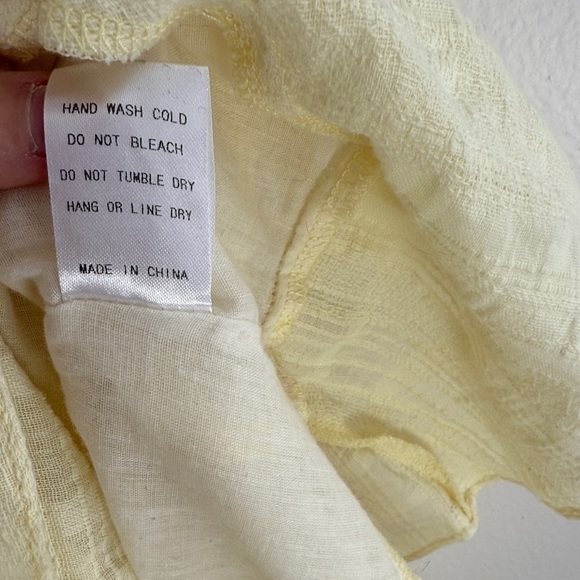 HAND WASH COLD
DO NOT BLEACH
DO NOT TUMBLE DRY
HANG OR LINE DRY
MADE IN CHINA